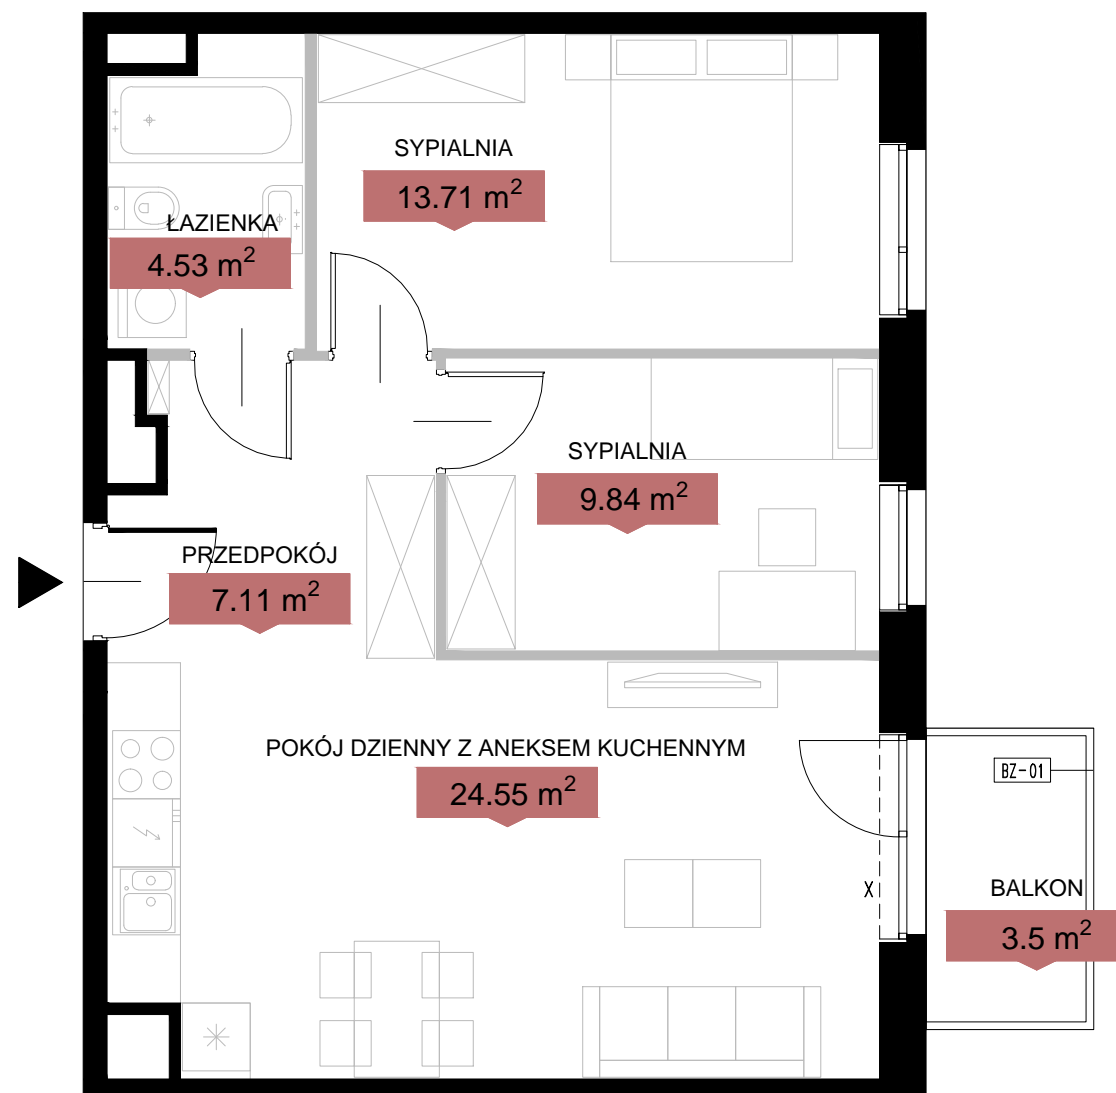 SYPIALNIA
13.71 m²
ŁAZIENKA
4.53 m²
SYPIALNIA
9.84 m²
PRZEDPOKÓJ
7.11 m²
POKÓJ DZIENNY Z ANEKSEM KUCHENNYM
24.55 m²
BZ-01
X
BALKON
3.5 m²